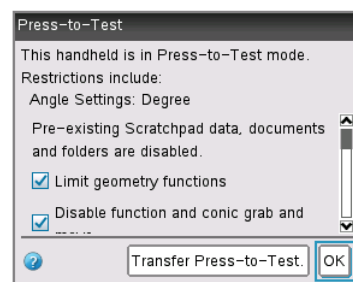 Press-to-Test
This handheld is in Press-to-Test mode.
Restrictions include:
Angle Settings: Degree
Pre-existing Scratchpad data, documents
and folders are disabled.
Limit geometry functions
Disable function and conic grab and
?
Transfer Press-to-Test.
OK